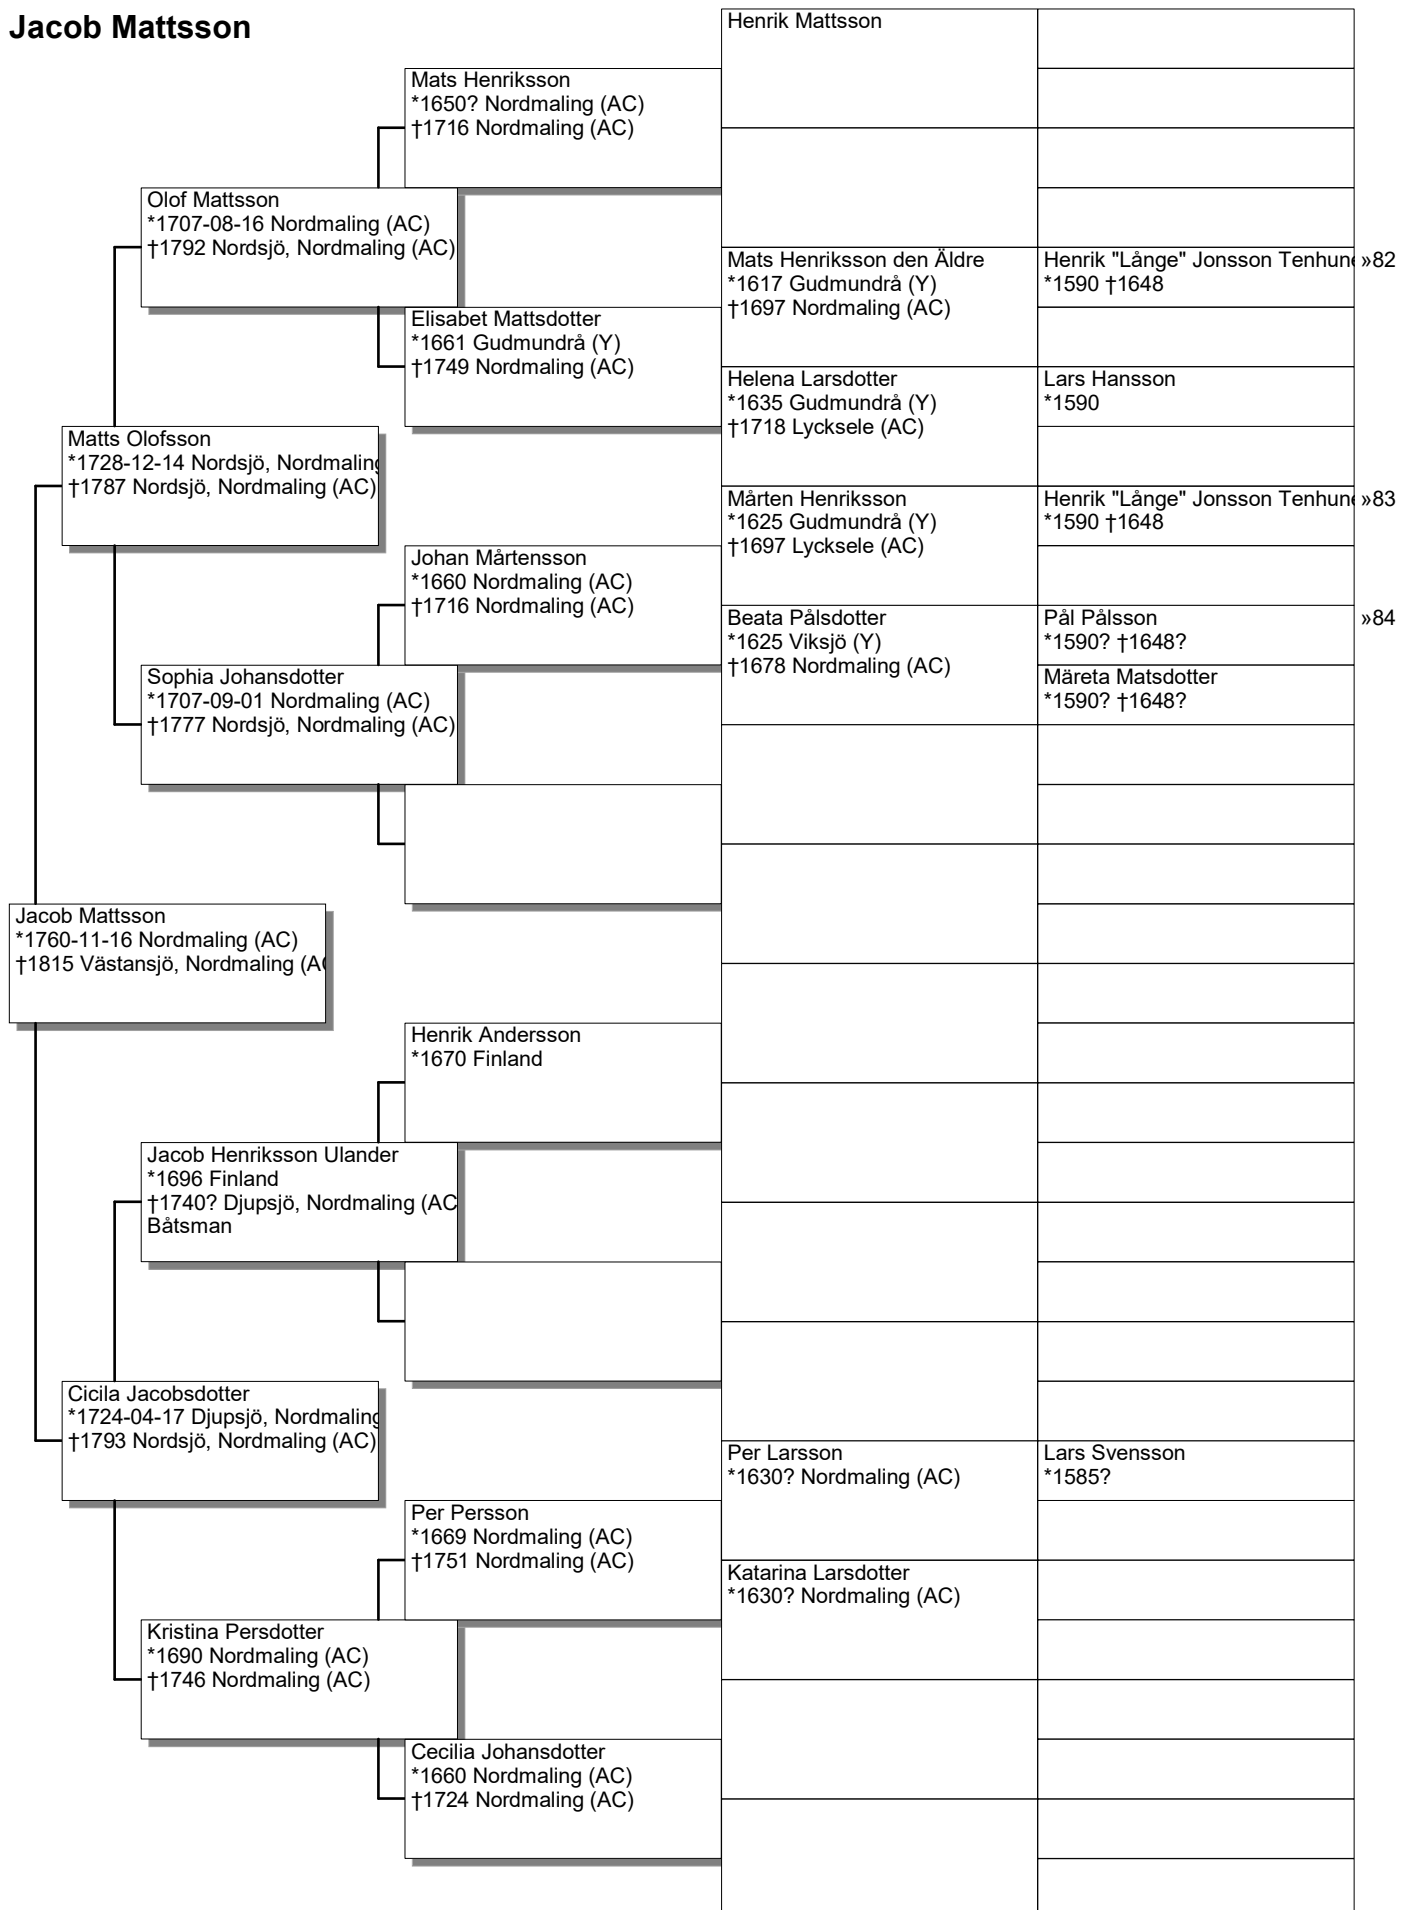 Jacob Mattsson
Henrik Mattsson
Mats Henriksson
*1650? Nordmaling (AC)
†1716 Nordmaling (AC)
Olof Mattsson
*1707-08-16 Nordmaling (AC)
†1792 Nordsjö, Nordmaling (AC)
Mats Henriksson den Äldre
*1617 Gudmundrå (Y)
†1697 Nordmaling (AC)
Henrik "Långe" Jonsson Tenhune »82
*1590 †1648
Elisabet Mattsdotter
*1661 Gudmundrå (Y)
†1749 Nordmaling (AC)
Helena Larsdotter
*1635 Gudmundrå (Y)
†1718 Lycksele (AC)
Lars Hansson
*1590
Matts Olofsson
*1728-12-14 Nordsjö, Nordmaling
†1787 Nordsjö, Nordmaling (AC)
Mårten Henriksson
*1625 Gudmundrå (Y)
†1697 Lycksele (AC)
Henrik "Långe" Jonsson Tenhune »83
*1590 †1648
Johan Mårtensson
*1660 Nordmaling (AC)
†1716 Nordmaling (AC)
Beata Pålsdotter
*1625 Viksjö (Y)
†1678 Nordmaling (AC)
Pål Pålsson »84
*1590? †1648?
Märeta Matsdotter
*1590? †1648?
Sophia Johansdotter
*1707-09-01 Nordmaling (AC)
†1777 Nordsjö, Nordmaling (AC)
Jacob Mattsson
*1760-11-16 Nordmaling (AC)
†1815 Västansjö, Nordmaling (AC
Henrik Andersson
*1670 Finland
Jacob Henriksson Ulander
*1696 Finland
†1740? Djupsjö, Nordmaling (AC
Båtsman
Cicila Jacobsdotter
*1724-04-17 Djupsjö, Nordmaling
†1793 Nordsjö, Nordmaling (AC)
Per Larsson
*1630? Nordmaling (AC)
Lars Svensson
*1585?
Per Persson
*1669 Nordmaling (AC)
†1751 Nordmaling (AC)
Katarina Larsdotter
*1630? Nordmaling (AC)
Kristina Persdotter
*1690 Nordmaling (AC)
†1746 Nordmaling (AC)
Cecilia Johansdotter
*1660 Nordmaling (AC)
†1724 Nordmaling (AC)